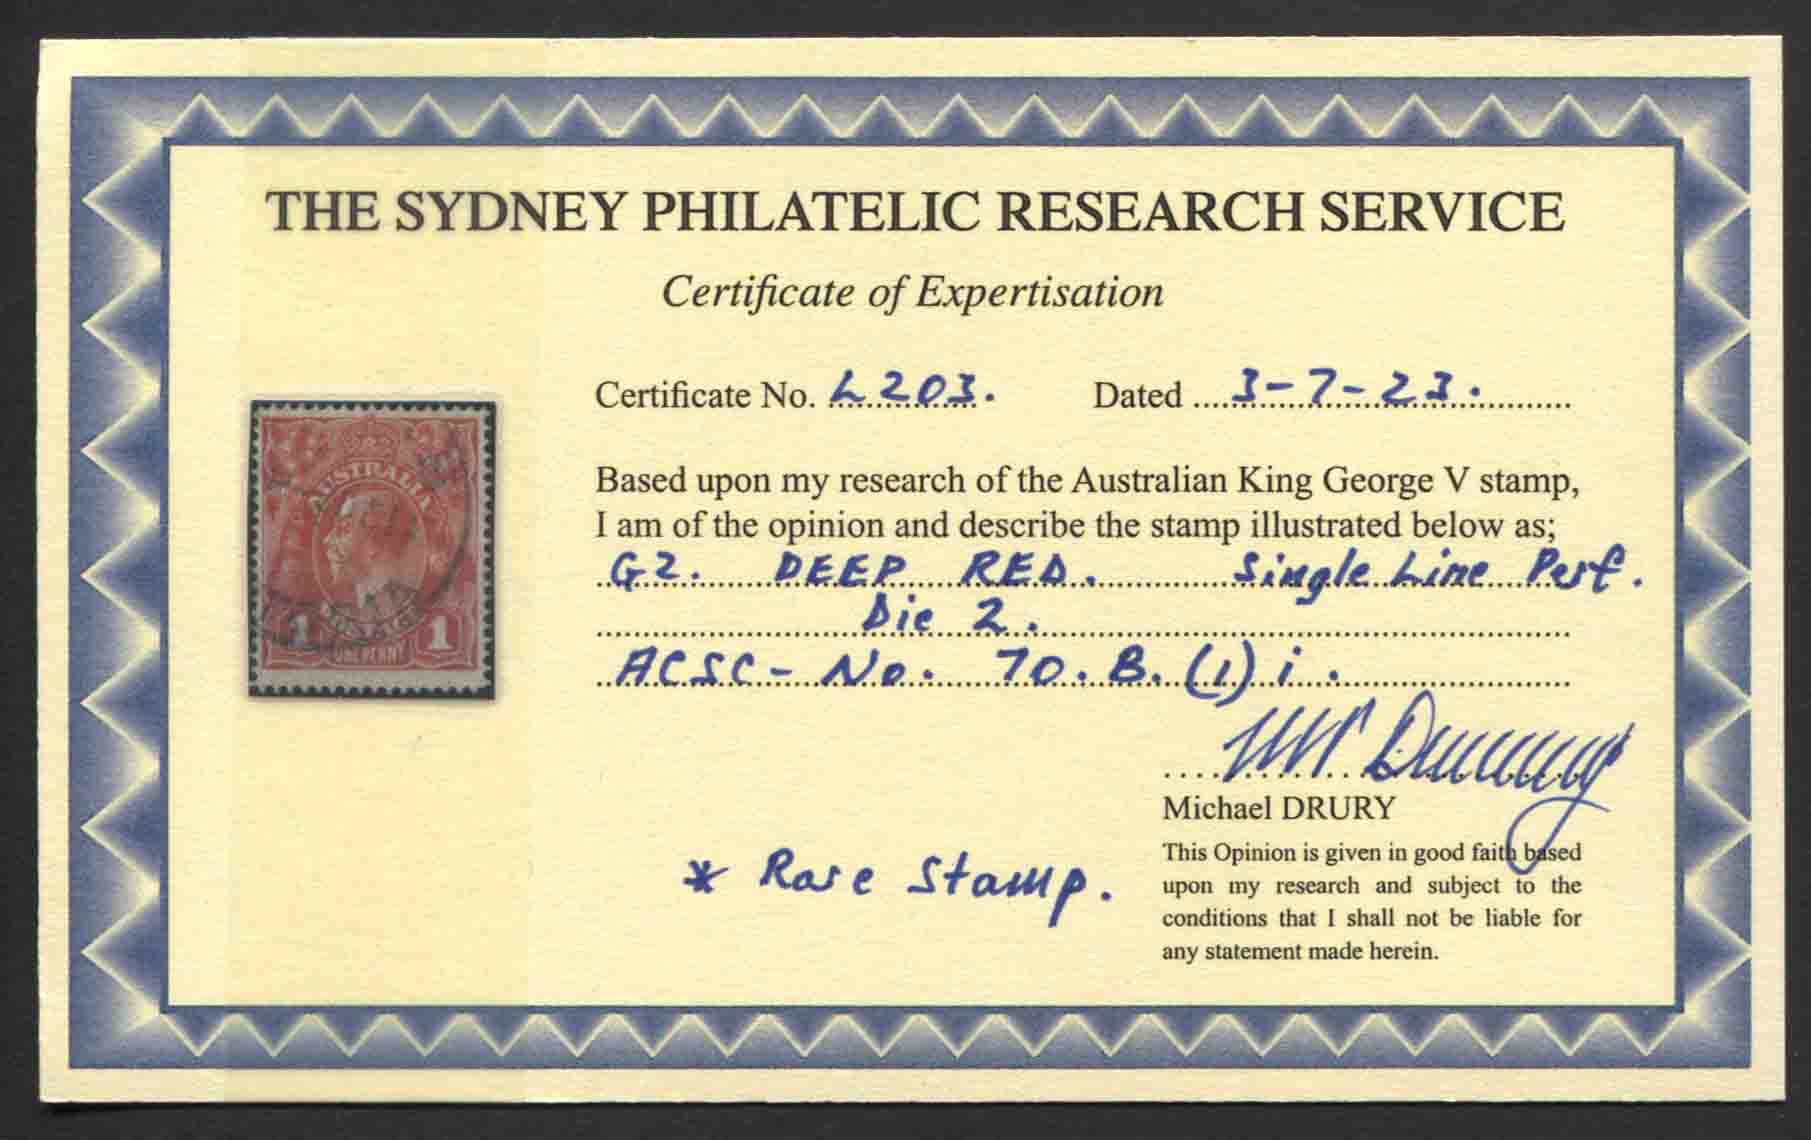 THE SYDNEY PHILATELIC RESEARCH SERVICE
Certificate of Expertisation
Certificate No. L203. Dated 3-7-23.
Based upon my research of the Australian King George V stamp,
I am of the opinion and describe the stamp illustrated below as;
G2. DEEP RED. Single Line Perf.
Die 2.
ACSC - No. 70.B.(1)i.
Michael DRURY
This Opinion is given in good faith based
upon my research and subject to the
conditions that I shall not be liable for
any statement made herein.
* Rare Stamp.
AUSTRALIA
1 1
ONE PENNY